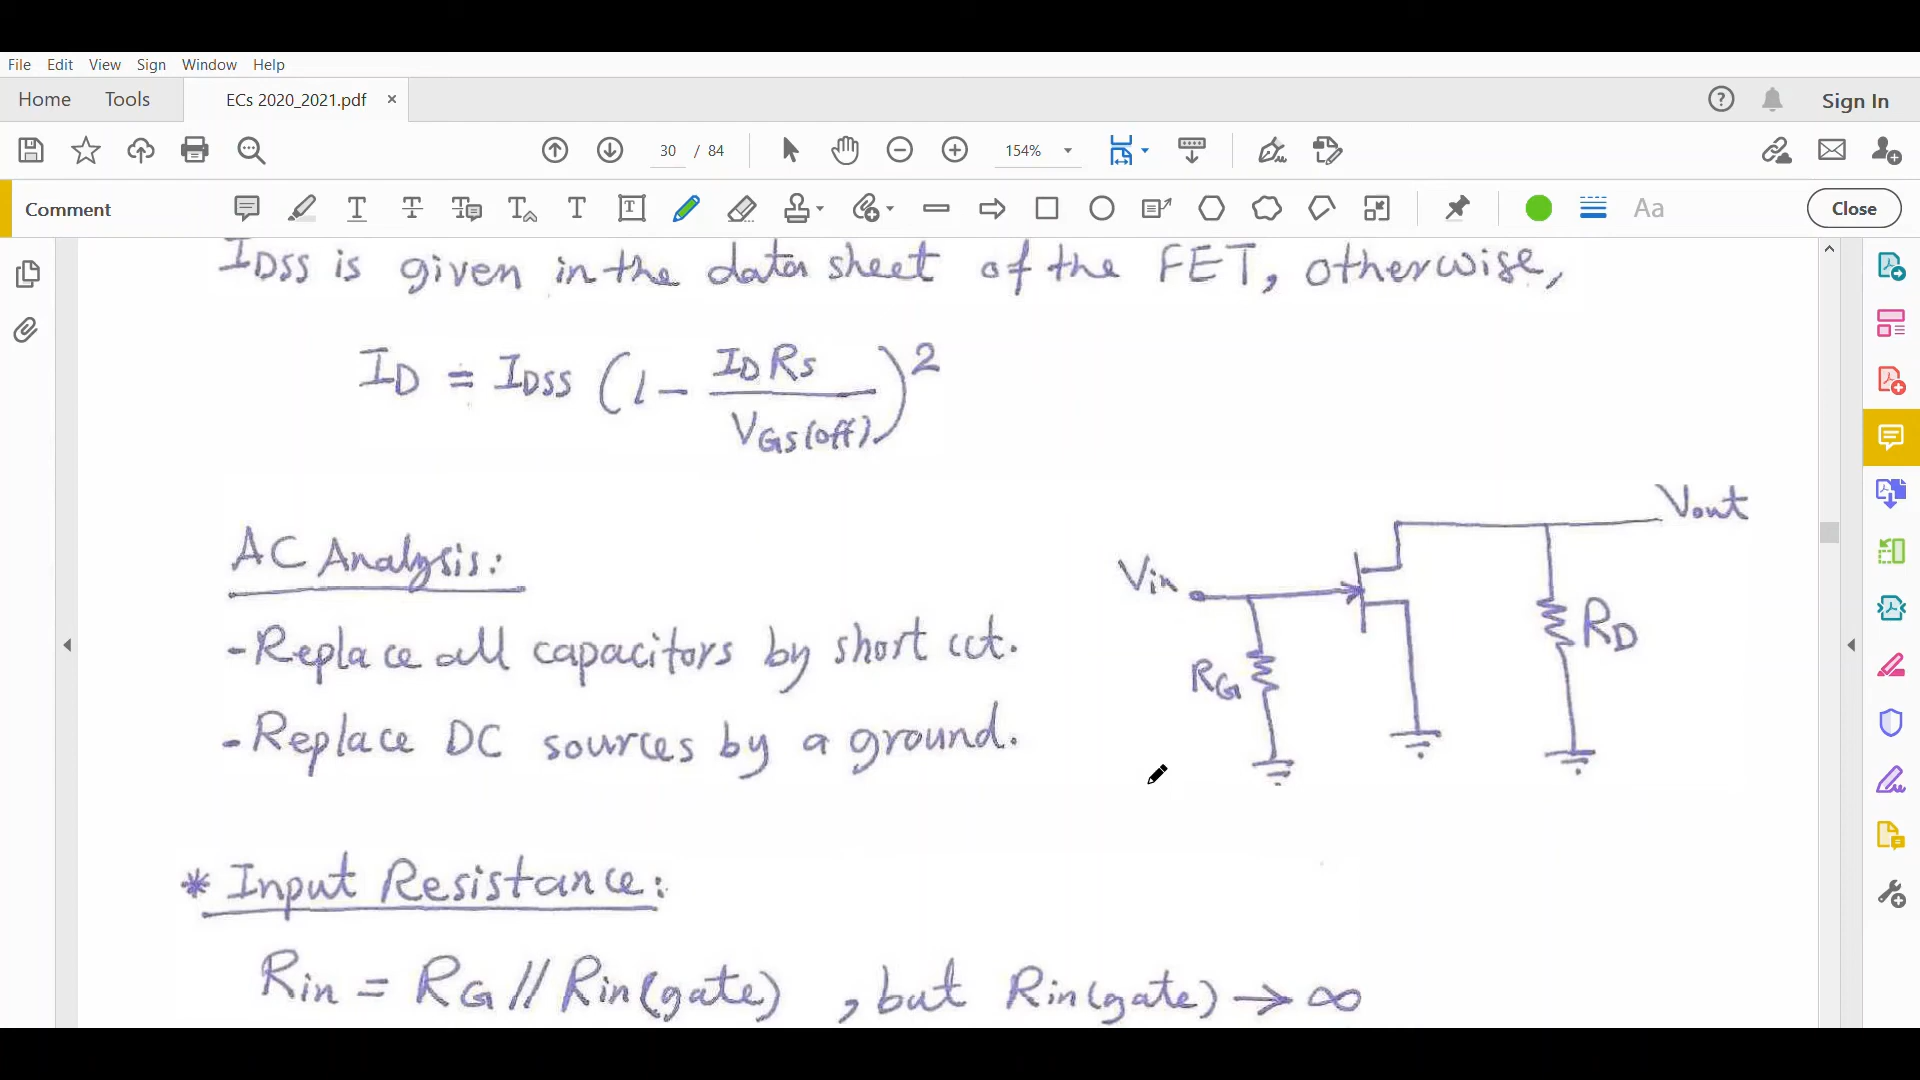 File Edit View Sign Window Help
Home Tools ECs 2020_2021.pdf × Sign In
30 / 84 154%
Comment Aa Close
IDSS is given in the data sheet of the FET, otherwise,
ID = IDSS (1 - ID RS / VGS(off))²
AC Analysis:
- Replace all capacitors by short cct.
- Replace DC sources by a ground.
Vin
RG
Vout
RD
* Input Resistance:
Rin = RG // Rin(gate) , but Rin(gate) → ∞